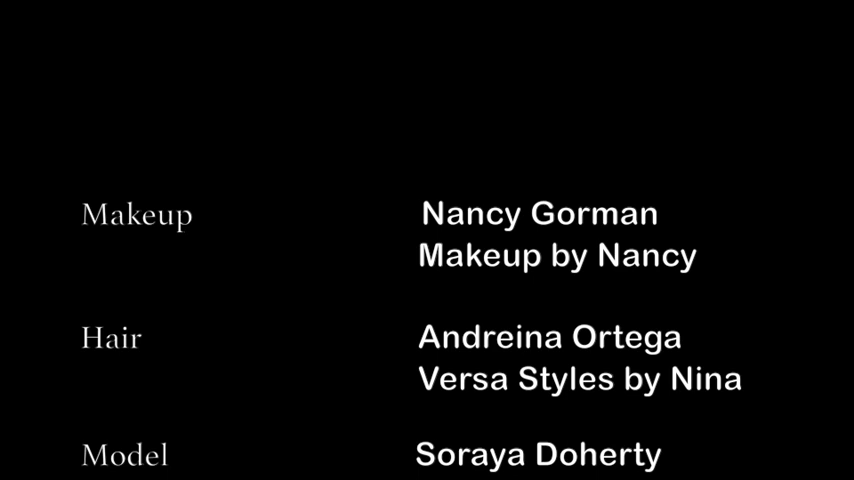 Makeup Nancy Gorman
Makeup by Nancy
Hair Andreina Ortega
Versa Styles by Nina
Model Soraya Doherty